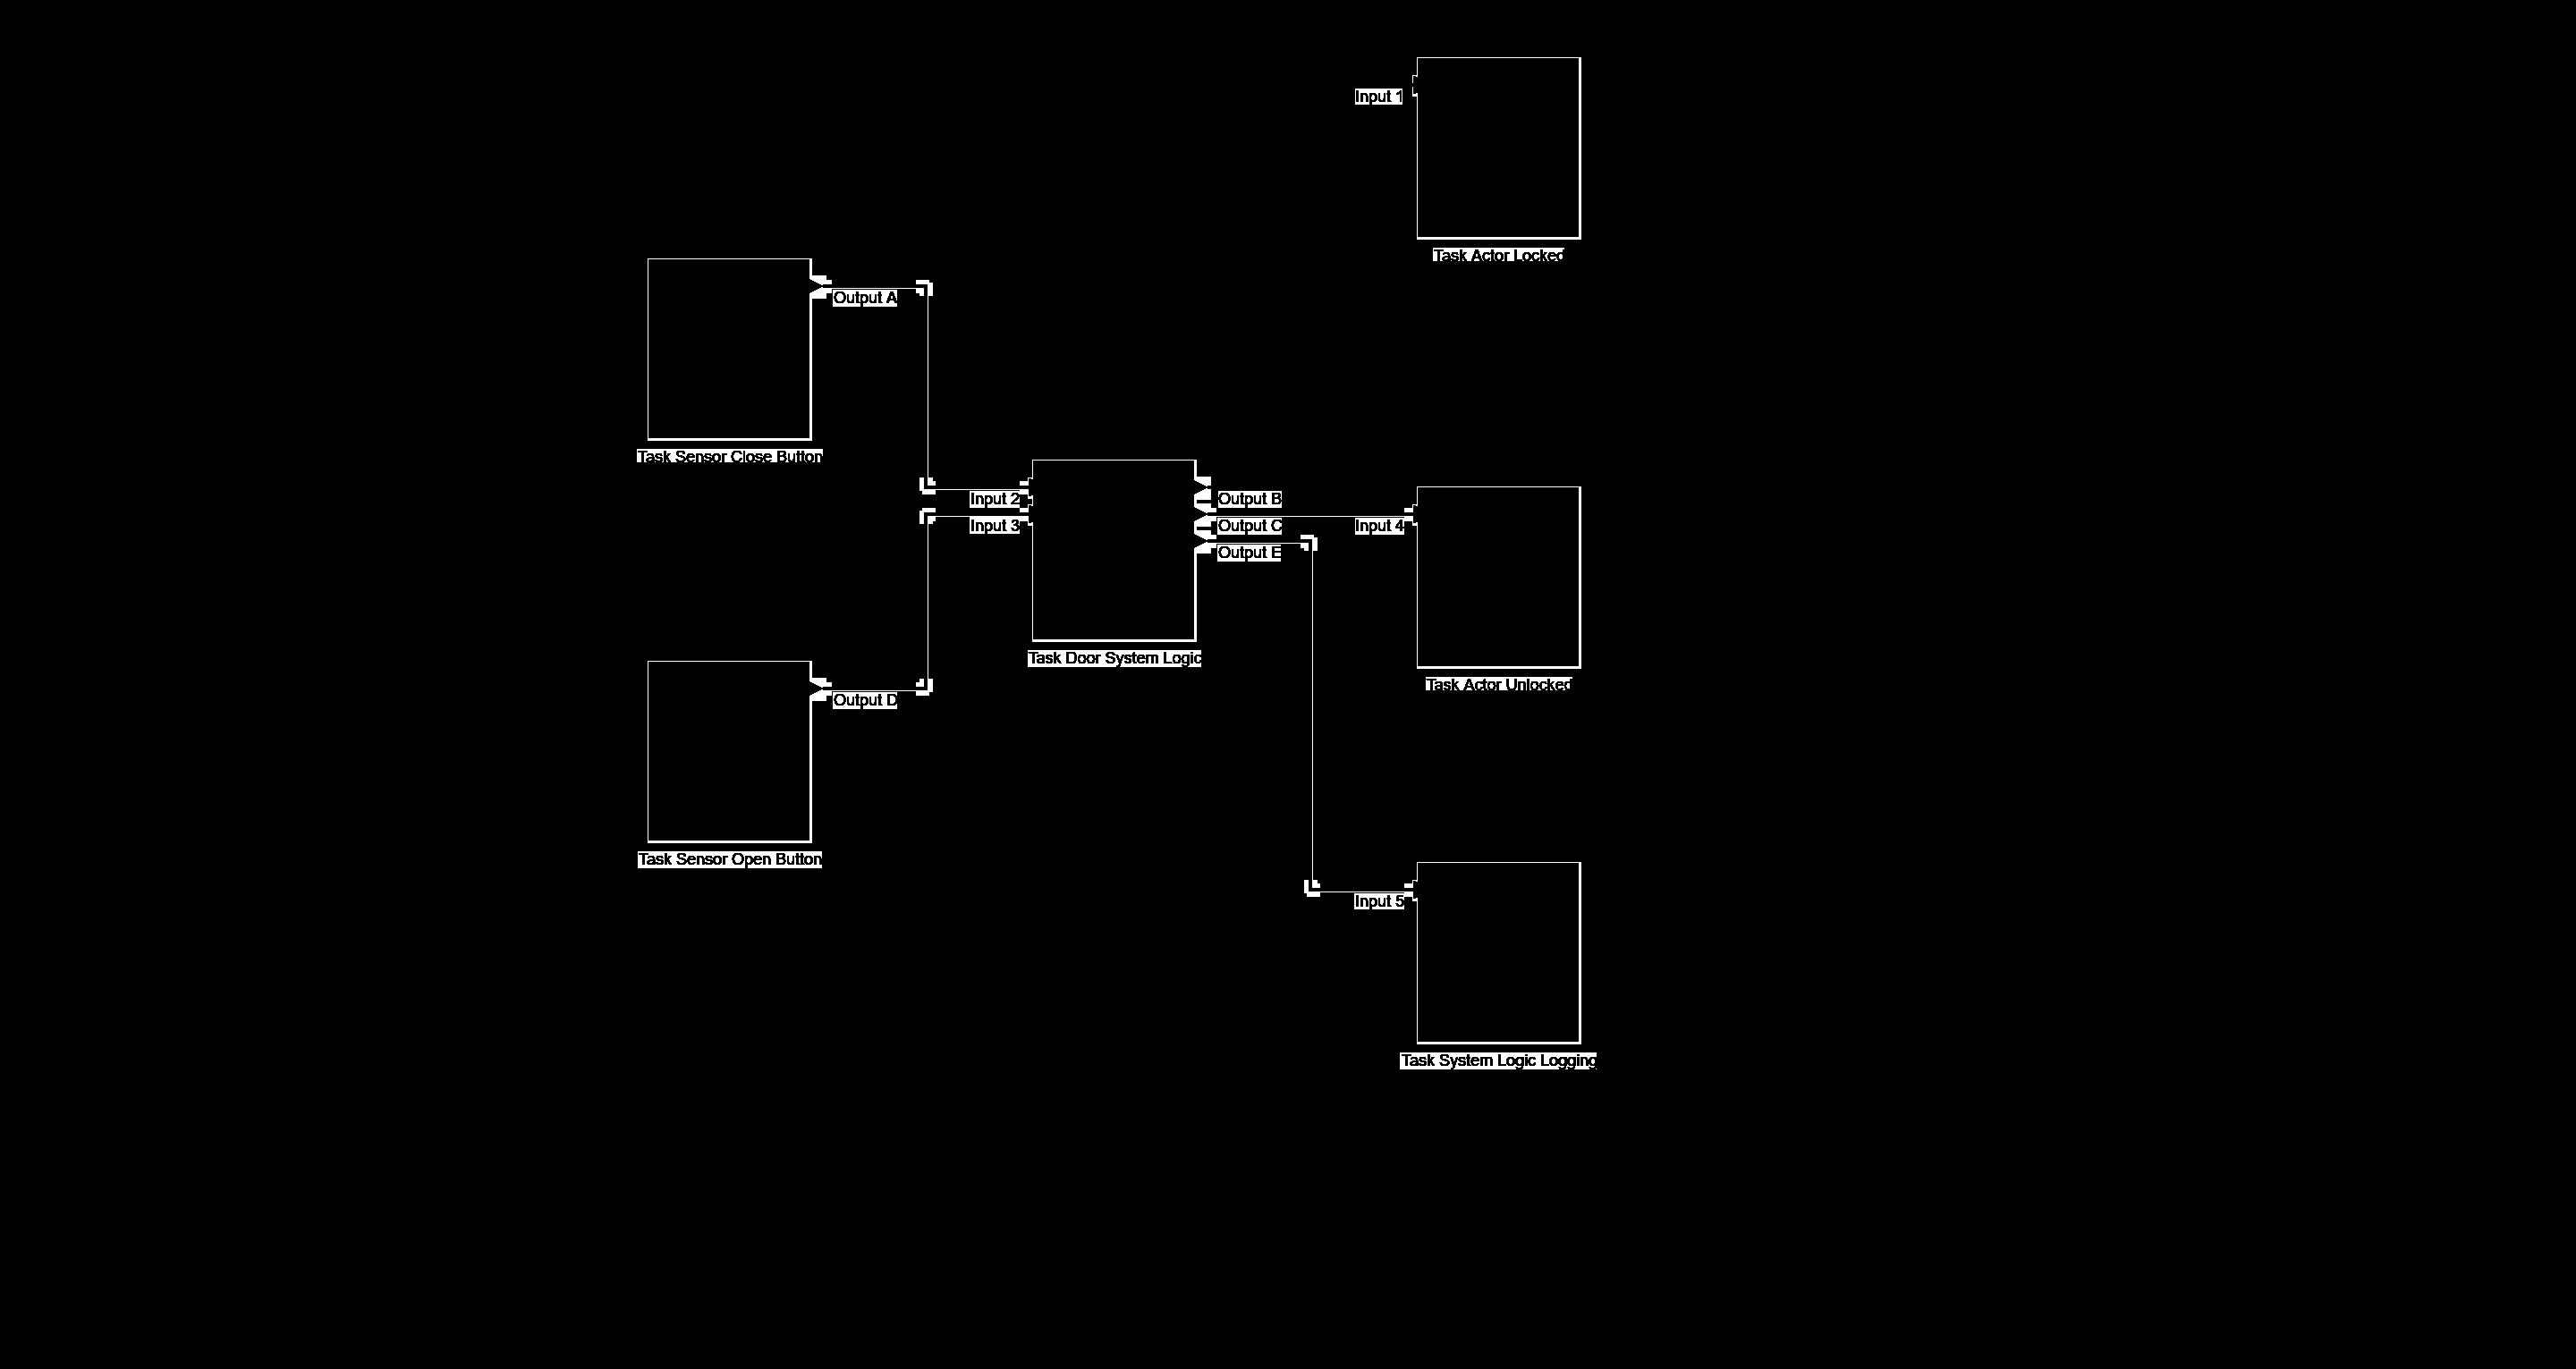 Input 1
Task Actor Locked
Output A
Task Sensor Close Button
Input 2
Output B
Input 3
Output C
Input 4
Output E
Task Door System Logic
Task Actor Unlocked
Output D
Task Sensor Open Button
Input 5
Task System Logic Logging